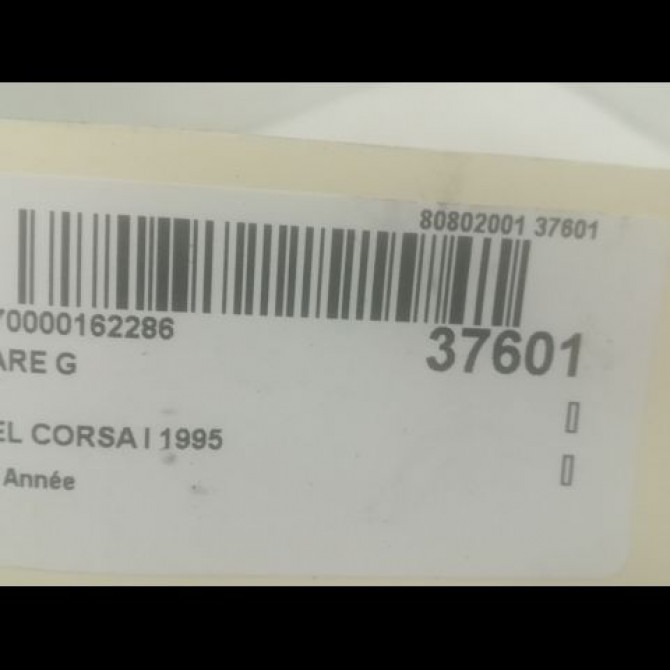 80802001 37601
70000162286
37601
ARE G
EL CORSA I 1995
Année